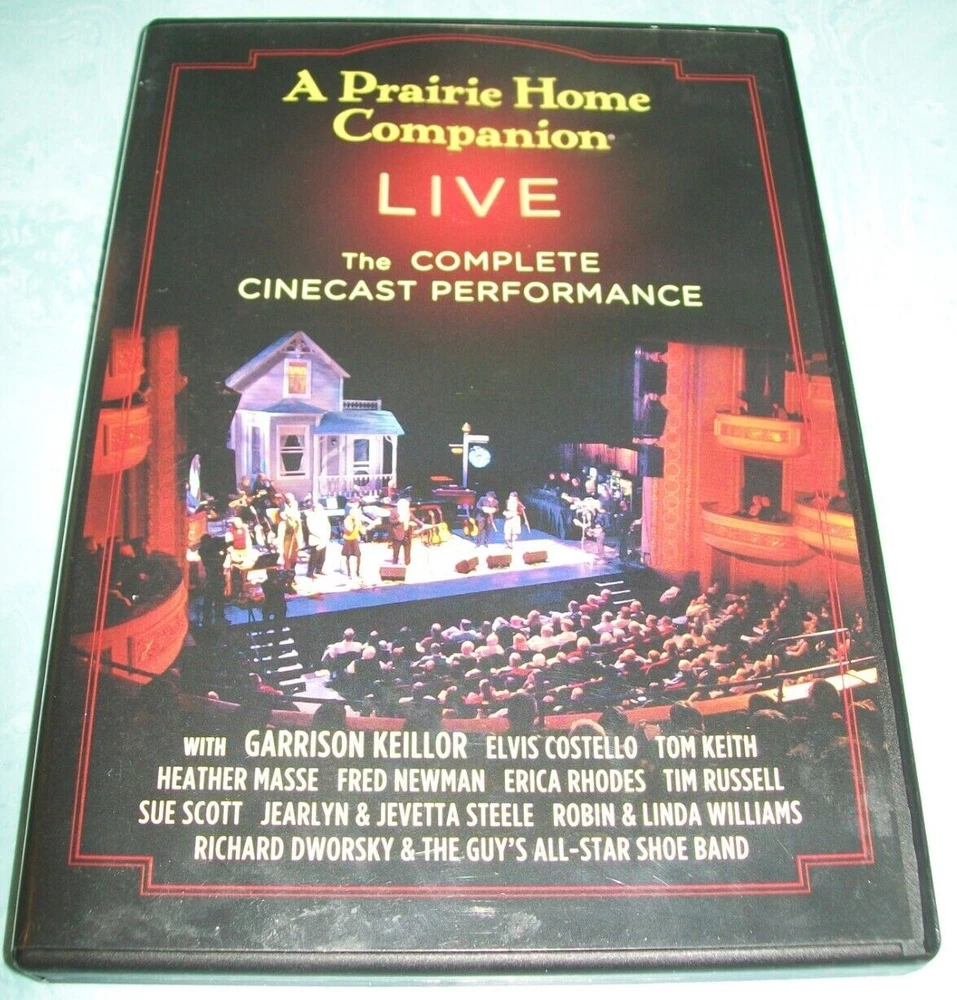 A Prairie Home
Companion®
LIVE
The COMPLETE
CINECAST PERFORMANCE
WITH GARRISON KEILLOR ELVIS COSTELLO TOM KEITH
HEATHER MASSE FRED NEWMAN ERICA RHODES TIM RUSSELL
SUE SCOTT JEARLYN & JEVETTA STEELE ROBIN & LINDA WILLIAMS
RICHARD DWORSKY & THE GUY'S ALL-STAR SHOE BAND